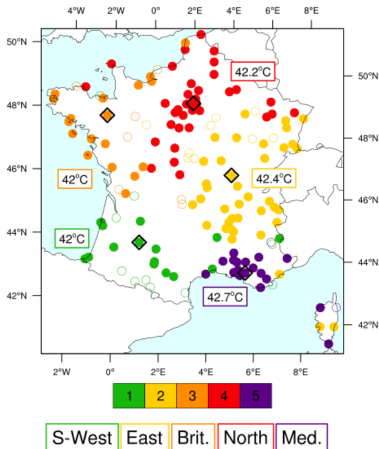 4°W 2°W 0° 2°E 4°E 6°E 8°E
50°N
42.2°C
50°N
48°N
48°N
46°N
42°C
42.4°C
46°N
44°N
42°C
44°N
42°N
42.7°C
42°N
2°W 0° 2°E 4°E 6°E 8°E
1 2 3 4 5
S-West East Brit. North Med.